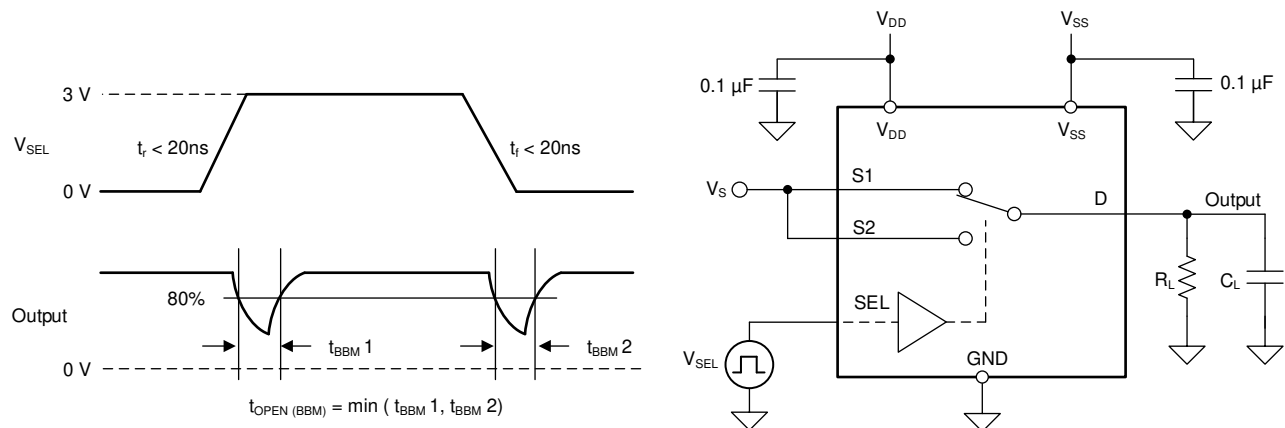 3 V
V_SEL
t_r < 20ns
t_f < 20ns
0 V
80%
Output
t_BBM 1
t_BBM 2
0 V
t_OPEN (BBM) = min ( t_BBM 1, t_BBM 2)
V_DD
V_SS
0.1 µF
0.1 µF
V_DD
V_SS
V_S
S1
D
Output
S2
R_L
C_L
SEL
V_SEL
GND